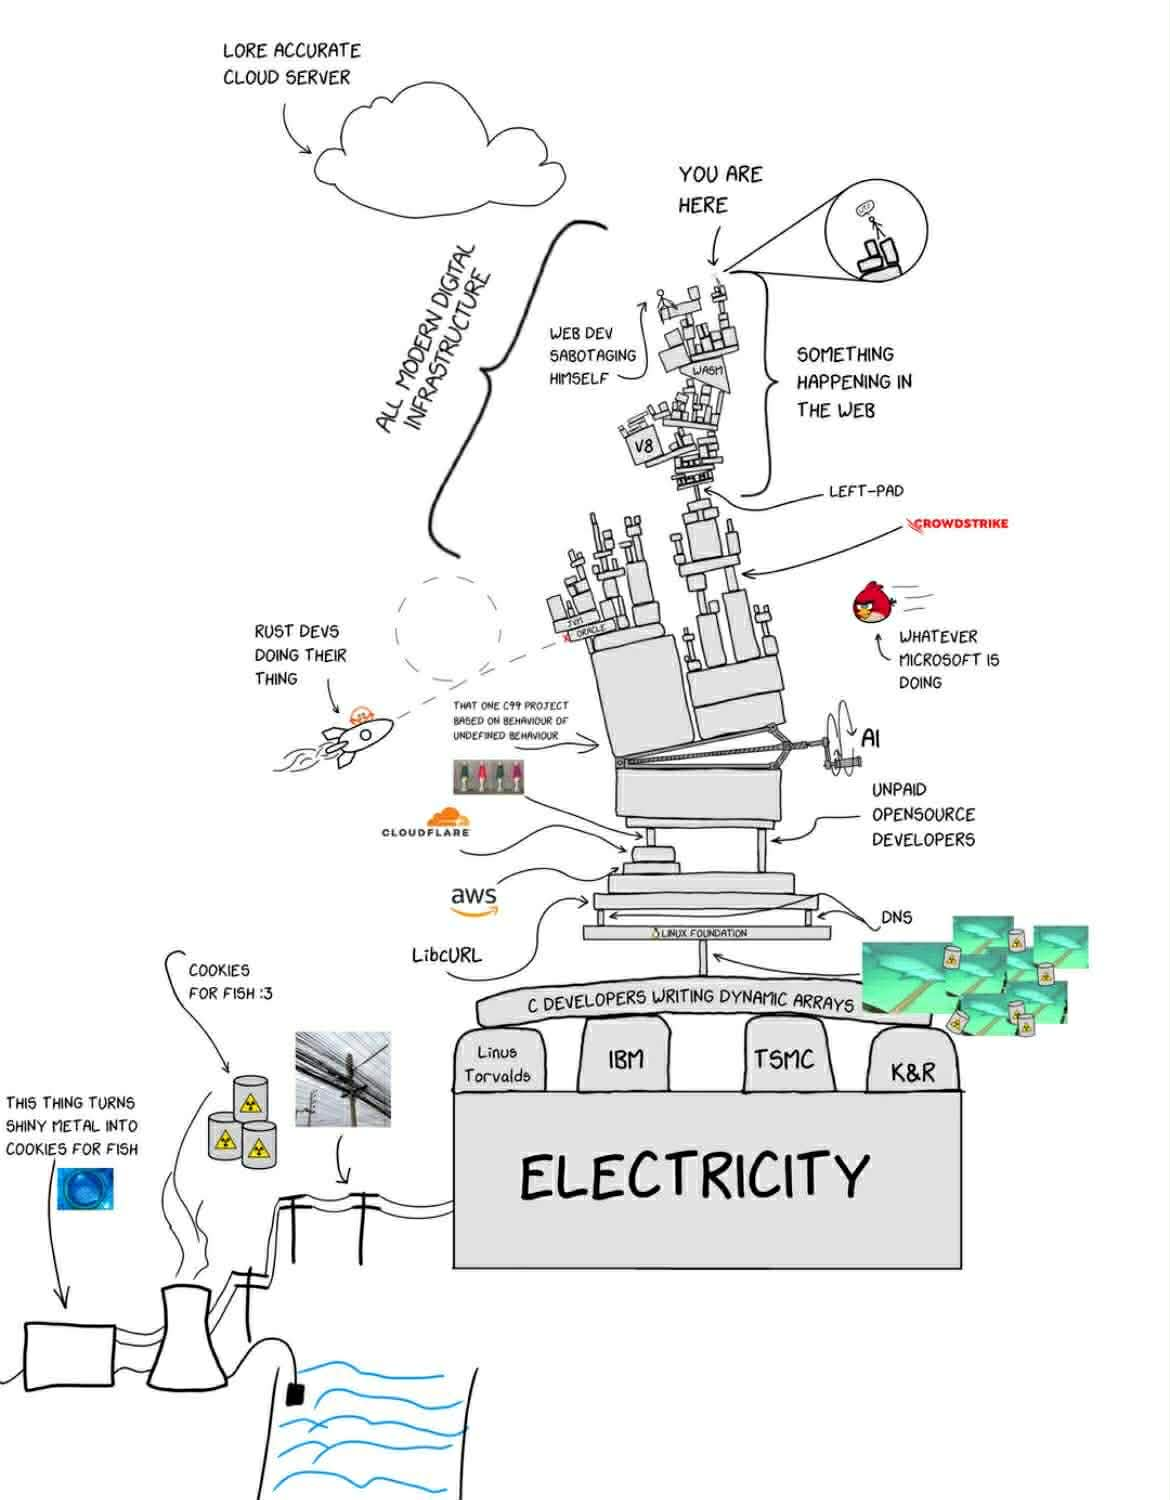 LORE ACCURATE
CLOUD SERVER
YOU ARE
HERE
WTF
ALL MODERN DIGITAL
INFRASTRUCTURE
WEB DEV
SABOTAGING
HIMSELF
WASM
SOMETHING
HAPPENING IN
THE WEB
V8
LEFT-PAD
CROWDSTRIKE
RUST DEVS
DOING THEIR
THING
JVM
X ORACLE
WHATEVER
MICROSOFT IS
DOING
THAT ONE C99 PROJECT
BASED ON BEHAVIOUR OF
UNDEFINED BEHAVIOUR
AI
UNPAID
OPENSOURCE
DEVELOPERS
CLOUDFLARE
aws
DNS
LINUX FOUNDATION
LibcURL
C DEVELOPERS WRITING DYNAMIC ARRAYS
COOKIES
FOR FISH :3
Linus
Torvalds
IBM
TSMC
K&R
THIS THING TURNS
SHINY METAL INTO
COOKIES FOR FISH
ELECTRICITY